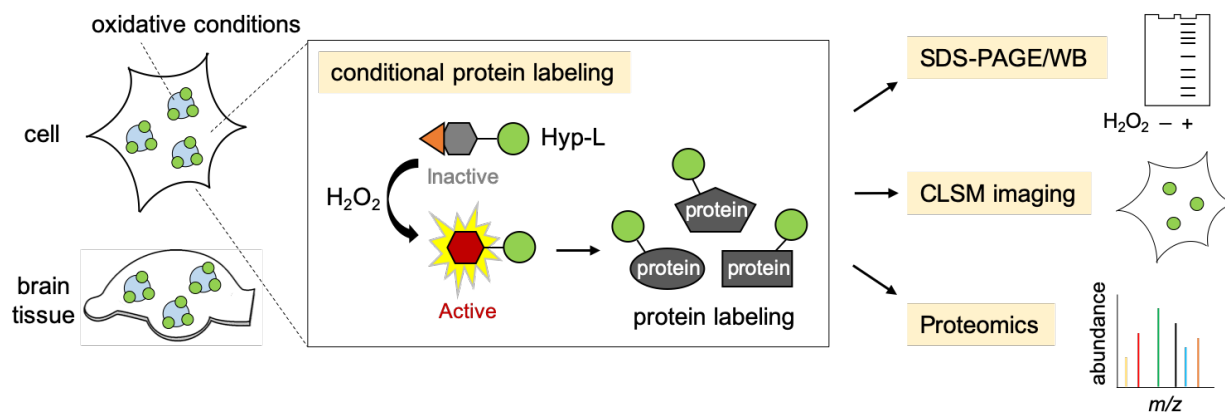 oxidative conditions
cell
brain
tissue
conditional protein labeling
Hyp-L
Inactive
H₂O₂
Active
protein
protein
protein
protein labeling
SDS-PAGE/WB
H₂O₂ – +
CLSM imaging
Proteomics
abundance
m/z